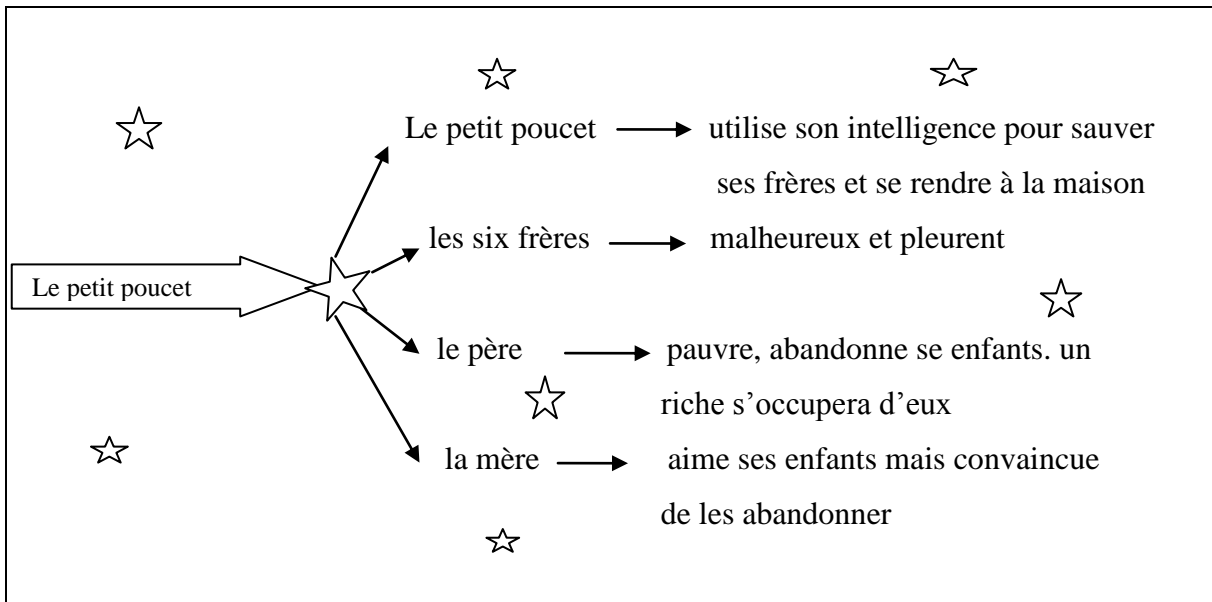 Le petit poucet
Le petit poucet utilise son intelligence pour sauver
ses frères et se rendre à la maison
les six frères malheureux et pleurent
le père pauvre, abandonne se enfants. un
riche s’occupera d’eux
la mère aime ses enfants mais convaincue
de les abandonner